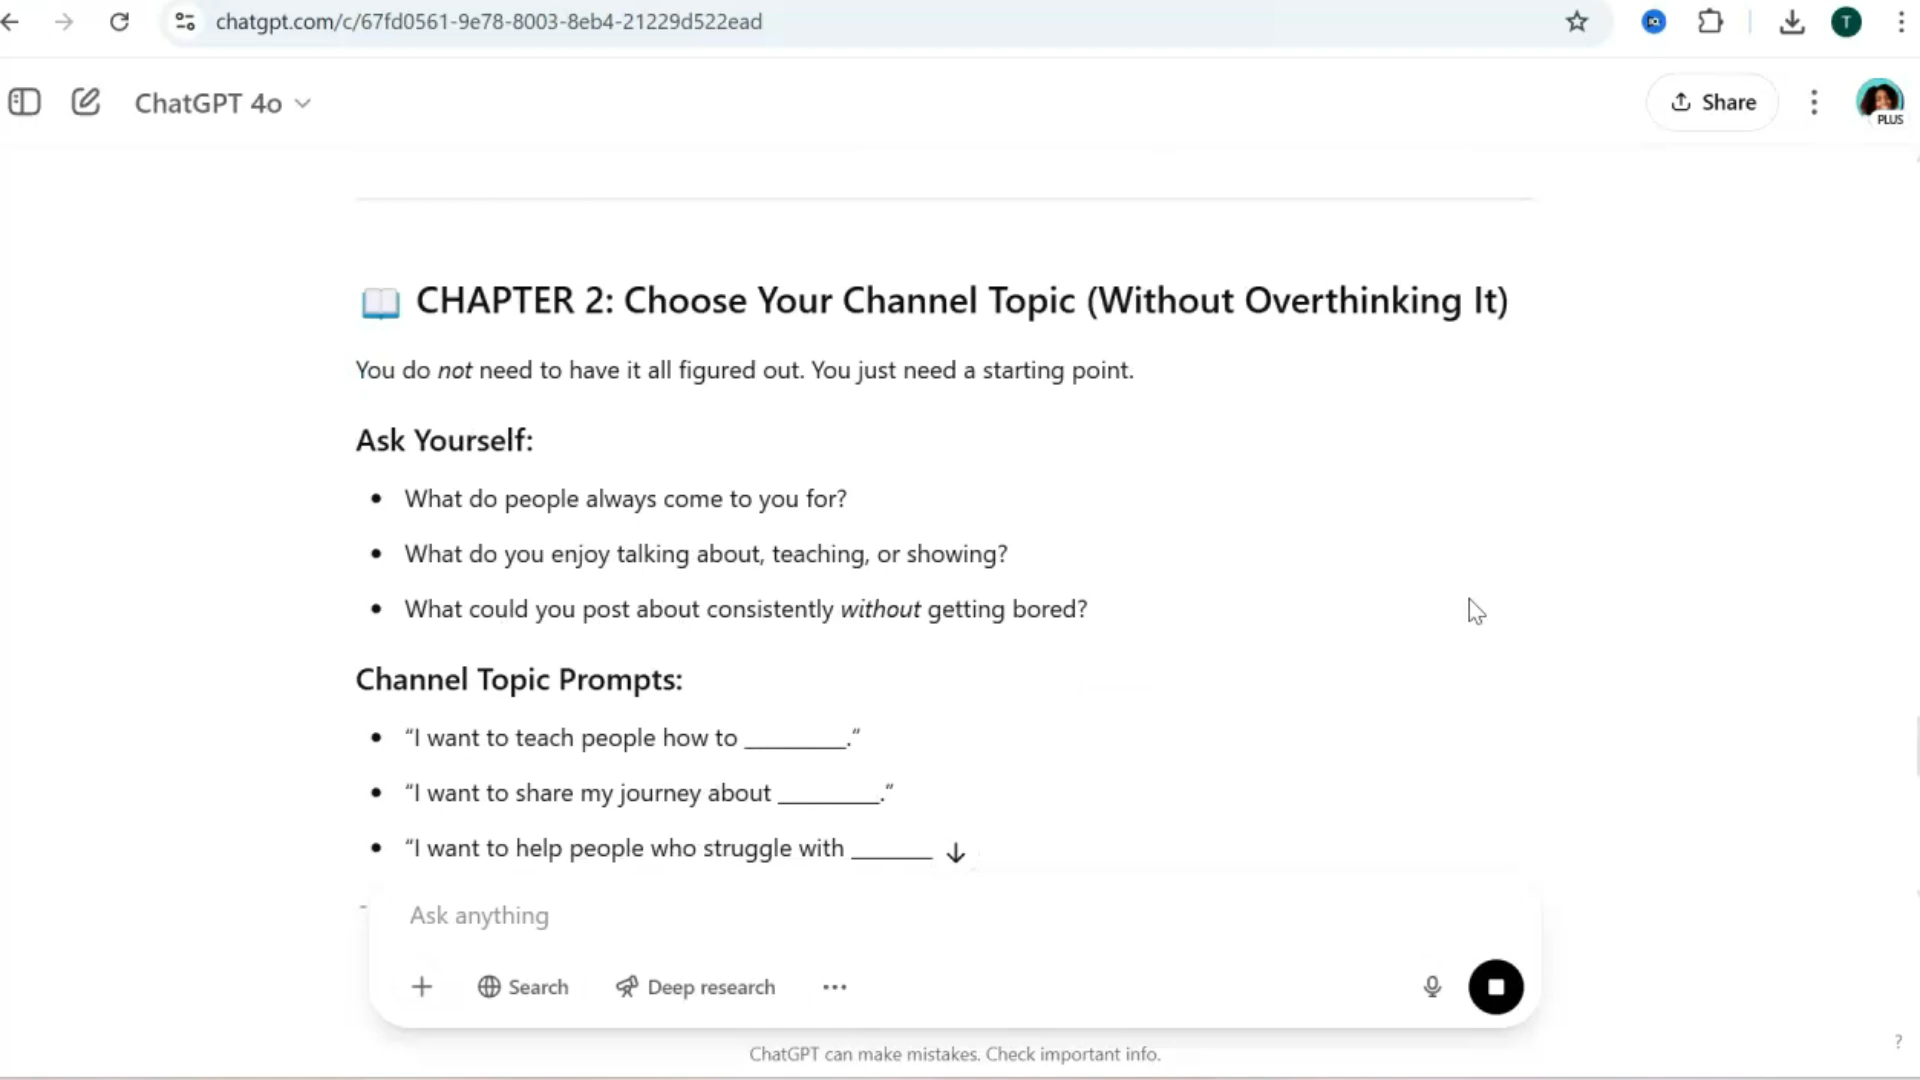 chatgpt.com/c/67fd0561-9e78-8003-8eb4-21229d522ead
T
ChatGPT 4o
Share
PLUS
CHAPTER 2: Choose Your Channel Topic (Without Overthinking It)
You do not need to have it all figured out. You just need a starting point.
Ask Yourself:
• What do people always come to you for?
• What do you enjoy talking about, teaching, or showing?
• What could you post about consistently without getting bored?
Channel Topic Prompts:
• “I want to teach people how to ________.”
• “I want to share my journey about ________.”
• “I want to help people who struggle with ______
Ask anything
Search
Deep research
ChatGPT can make mistakes. Check important info.
?